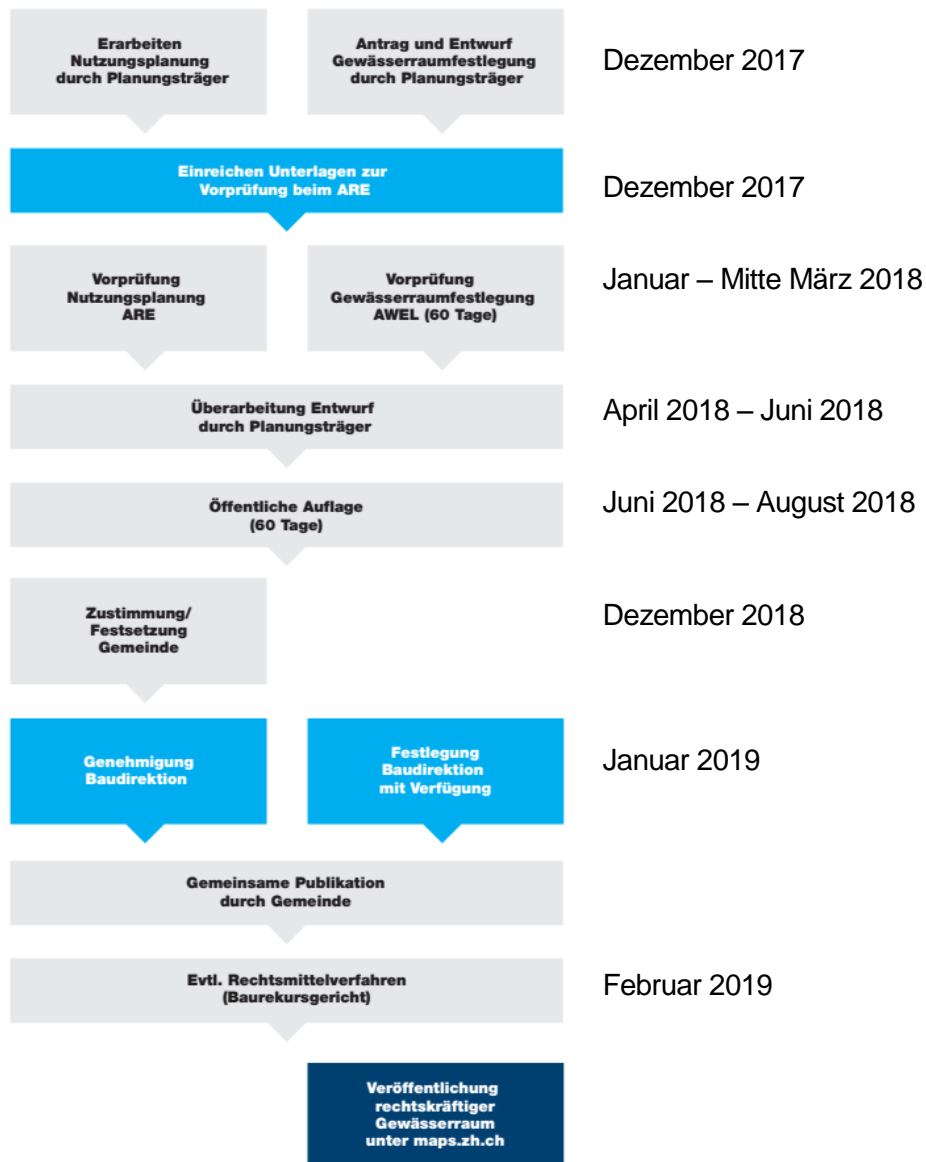 Erarbeiten
Nutzungsplanung
durch Planungsträger
Antrag und Entwurf
Gewässerraumfestlegung
durch Planungsträger
Dezember 2017
Einreichen Unterlagen zur
Vorprüfung beim ARE
Dezember 2017
Vorprüfung
Nutzungsplanung
ARE
Vorprüfung
Gewässerraumfestlegung
AWEL (60 Tage)
Januar – Mitte März 2018
Überarbeitung Entwurf
durch Planungsträger
April 2018 – Juni 2018
Öffentliche Auflage
(60 Tage)
Juni 2018 – August 2018
Zustimmung/
Festsetzung
Gemeinde
Dezember 2018
Genehmigung
Baudirektion
Festlegung
Baudirektion
mit Verfügung
Januar 2019
Gemeinsame Publikation
durch Gemeinde
Evtl. Rechtsmittelverfahren
(Baurekursgericht)
Februar 2019
Veröffentlichung
rechtskräftiger
Gewässerraum
unter maps.zh.ch